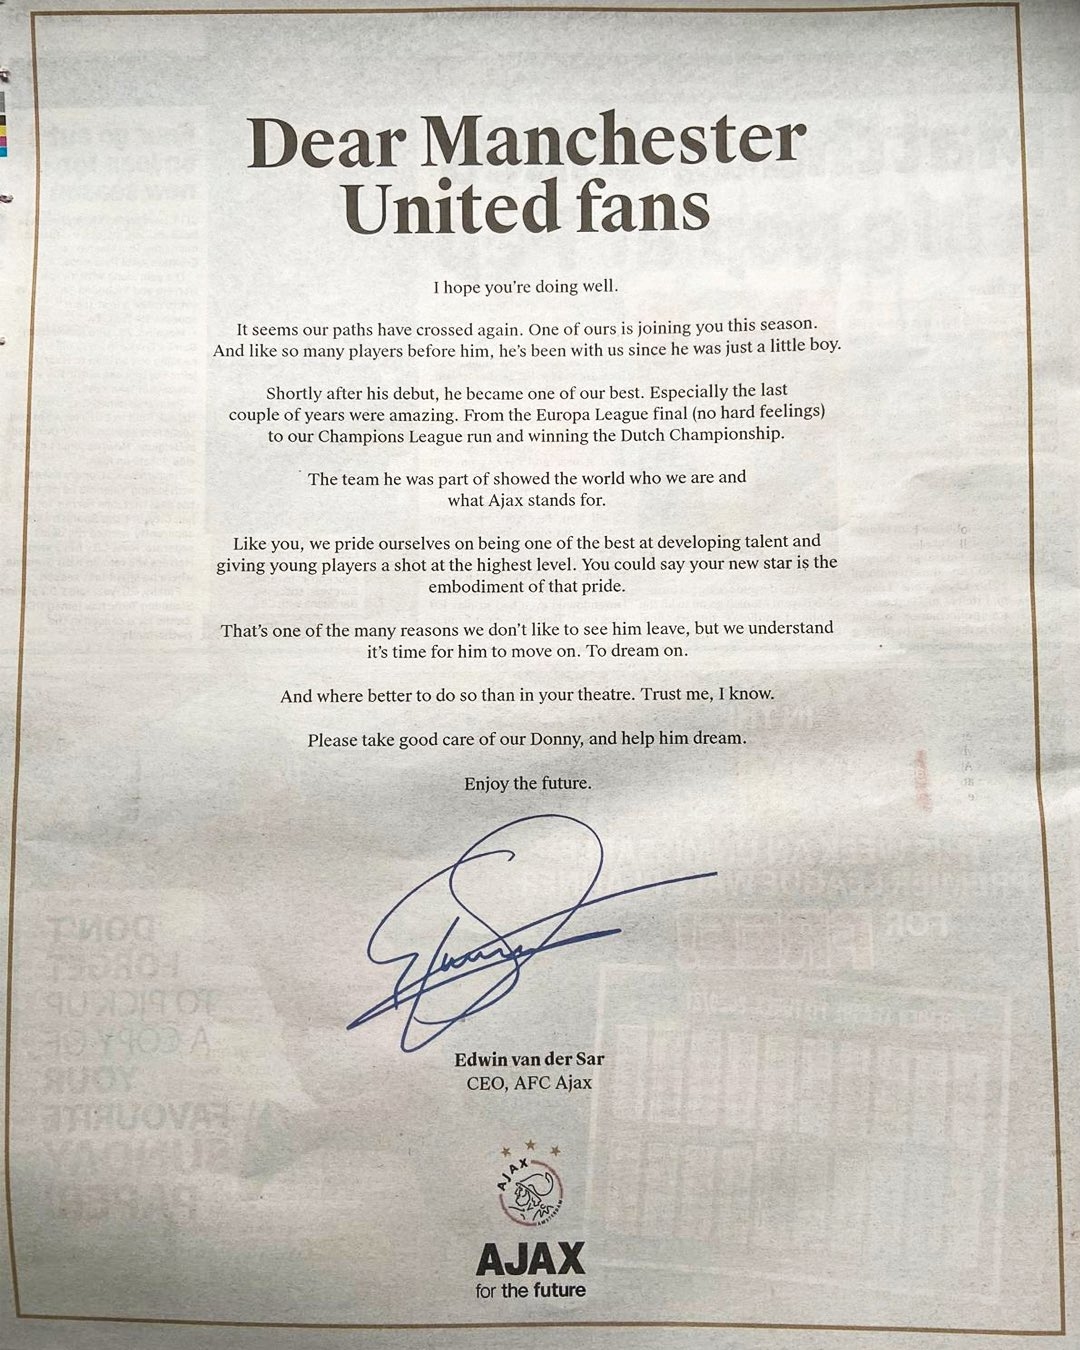 Dear Manchester
United fans
I hope you're doing well.
It seems our paths have crossed again. One of ours is joining you this season.
And like so many players before him, he's been with us since he was just a little boy.
Shortly after his debut, he became one of our best. Especially the last
couple of years were amazing. From the Europa League final (no hard feelings)
to our Champions League run and winning the Dutch Championship.
The team he was part of showed the world who we are and
what Ajax stands for.
Like you, we pride ourselves on being one of the best at developing talent and
giving young players a shot at the highest level. You could say your new star is the
embodiment of that pride.
That's one of the many reasons we don't like to see him leave, but we understand
it's time for him to move on. To dream on.
And where better to do so than in your theatre. Trust me, I know.
Please take good care of our Donny, and help him dream.
Enjoy the future.
Edwin van der Sar
CEO, AFC Ajax
AJAX
AMSTERDAM
AJAX
for the future